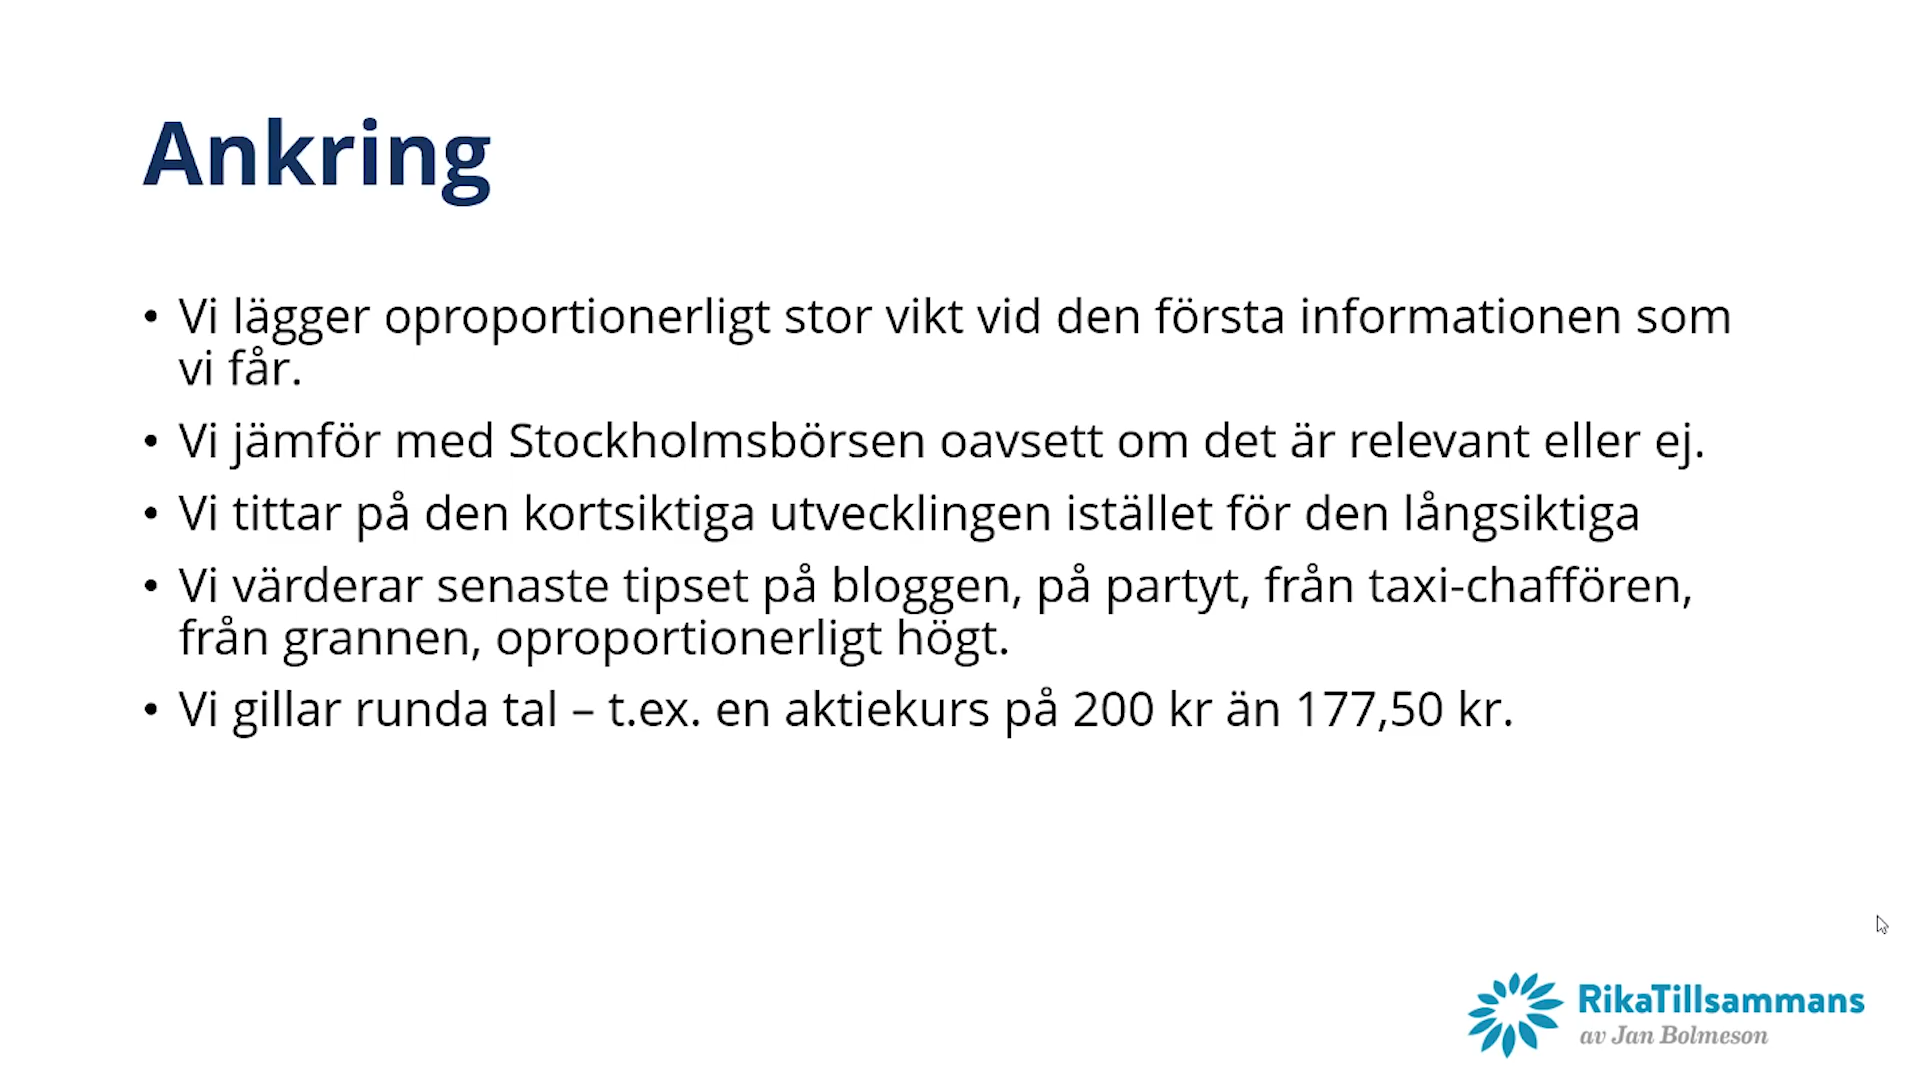 Ankring
• Vi lägger oproportionerligt stor vikt vid den första informationen som
vi får.
• Vi jämför med Stockholmsbörsen oavsett om det är relevant eller ej.
• Vi tittar på den kortsiktiga utvecklingen istället för den långsiktiga
• Vi värderar senaste tipset på bloggen, på partyt, från taxi-chaffören,
från grannen, oproportionerligt högt.
• Vi gillar runda tal – t.ex. en aktiekurs på 200 kr än 177,50 kr.
RikaTillsammans
av Jan Bolmeson